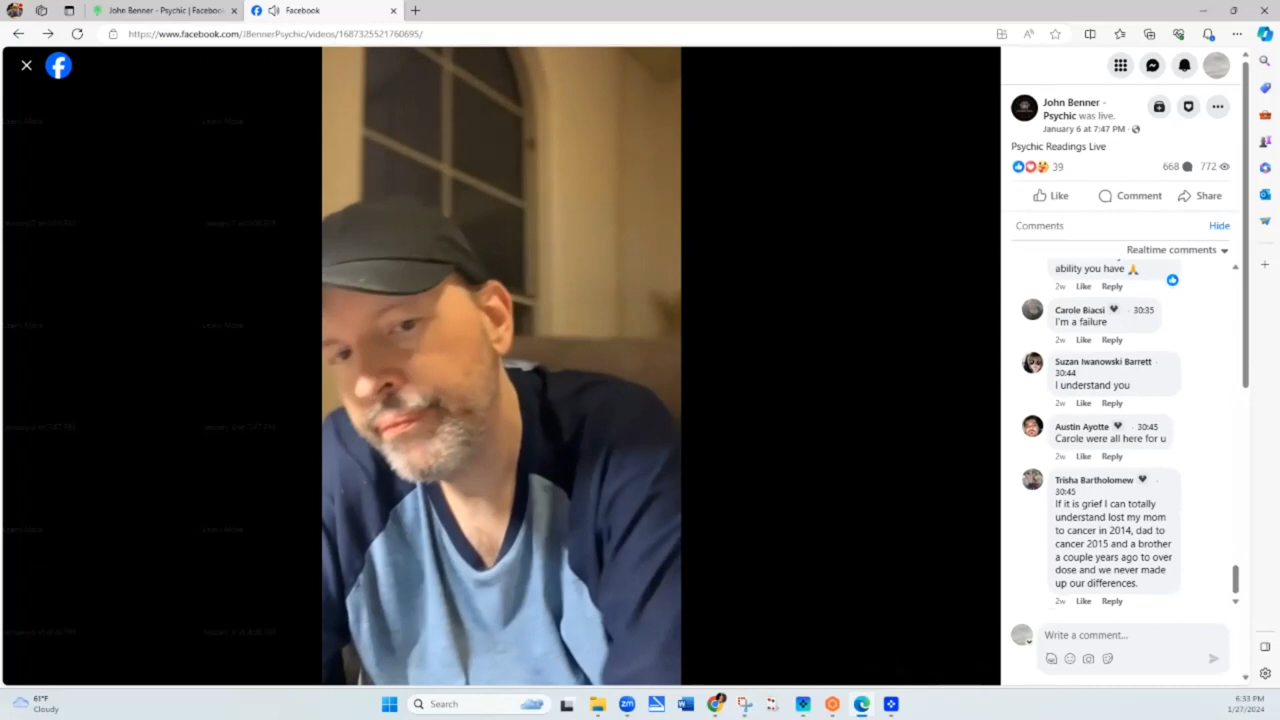 John Benner - Psychic | Facebook
Facebook
https://www.facebook.com/JBennerPsychic/videos/1687325521760695/
John Benner -
Psychic was live.
January 6 at 7:47 PM
Psychic Readings Live
39
668
772
Like
Comment
Share
Comments
Hide
Realtime comments
ability you have 🙏
2w Like Reply
Carole Biacsi · 30:35
I'm a failure
2w Like Reply
Suzan Iwanowski Barrett ·
30:44
I understand you
2w Like Reply
Austin Ayotte · 30:45
Carole were all here for u
2w Like Reply
Trisha Bartholomew ·
30:45
If it is grief I can totally
understand lost my mom
to cancer in 2014, dad to
cancer 2015 and a brother
a couple years ago to over
dose and we never made
up our differences.
2w Like Reply
Write a comment...
61°F
Cloudy
Search
6:33 PM
1/27/2024